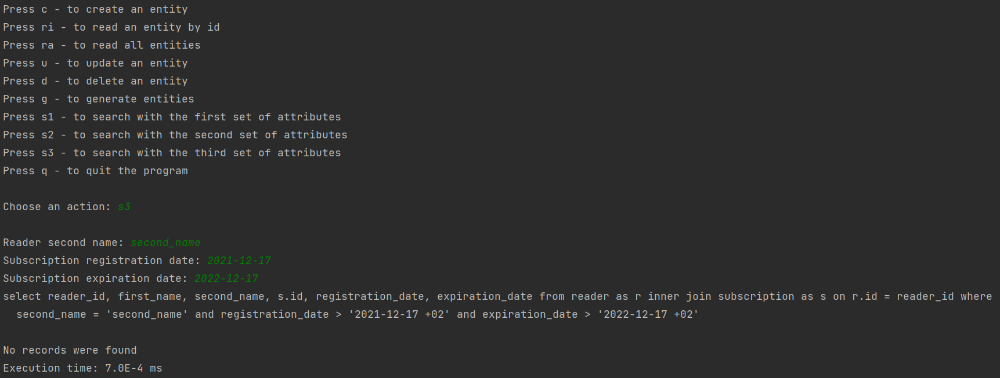 Press c - to create an entity
Press ri - to read an entity by id
Press ra - to read all entities
Press u - to update an entity
Press d - to delete an entity
Press g - to generate entities
Press s1 - to search with the first set of attributes
Press s2 - to search with the second set of attributes
Press s3 - to search with the third set of attributes
Press q - to quit the program
Choose an action: s3
Reader second name: second_name
Subscription registration date: 2021-12-17
Subscription expiration date: 2022-12-17
select reader_id, first_name, second_name, s.id, registration_date, expiration_date from reader as r inner join subscription as s on r.id = reader_id where
second_name = 'second_name' and registration_date > '2021-12-17 +02' and expiration_date > '2022-12-17 +02'
No records were found
Execution time: 7.0E-4 ms